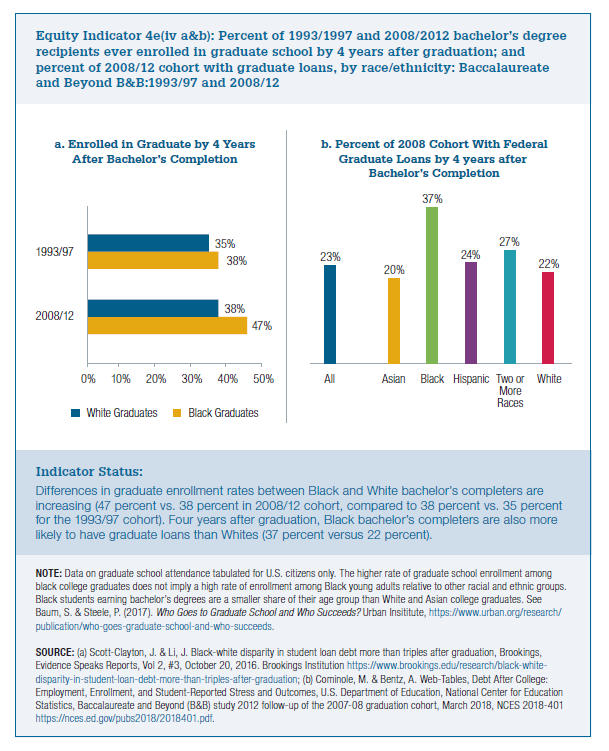 Equity Indicator 4e(iv a&b): Percent of 1993/1997 and 2008/2012 bachelor's degree
recipients ever enrolled in graduate school by 4 years after graduation; and
percent of 2008/12 cohort with graduate loans, by race/ethnicity: Baccalaureate
and Beyond B&B:1993/97 and 2008/12
a. Enrolled in Graduate by 4 Years
After Bachelor's Completion
1993/97
35%
38%
2008/12
38%
47%
0% 10% 20% 30% 40% 50%
White Graduates Black Graduates
b. Percent of 2008 Cohort With Federal
Graduate Loans by 4 years after
Bachelor's Completion
23%
20%
37%
24%
27%
22%
All Asian Black Hispanic Two or White
More
Races
Indicator Status:
Differences in graduate enrollment rates between Black and White bachelor's completers are
increasing (47 percent vs. 38 percent in 2008/12 cohort, compared to 38 percent vs. 35 percent
for the 1993/97 cohort). Four years after graduation, Black bachelor's completers are also more
likely to have graduate loans than Whites (37 percent versus 22 percent).
NOTE: Data on graduate school attendance tabulated for U.S. citizens only. The higher rate of graduate school enrollment among
black college graduates does not imply a high rate of enrollment among Black young adults relative to other racial and ethnic groups.
Black students earning bachelor's degrees are a smaller share of their age group than White and Asian college graduates. See
Baum, S. & Steele, P. (2017). Who Goes to Graduate School and Who Succeeds? Urban Insititute, https://www.urban.org/research/
publication/who-goes-graduate-school-and-who-succeeds.
SOURCE: (a) Scott-Clayton, J. & Li, J. Black-white disparity in student loan debt more than triples after graduation, Brookings,
Evidence Speaks Reports, Vol 2, #3, October 20, 2016. Brookings Institution https://www.brookings.edu/research/black-white-
disparity-in-student-loan-debt-more-than-triples-after-graduation; (b) Cominole, M. & Bentz, A. Web-Tables, Debt After College:
Employment, Enrollment, and Student-Reported Stress and Outcomes, U.S. Department of Education, National Center for Education
Statistics, Baccalaureate and Beyond (B&B) study 2012 follow-up of the 2007-08 graduation cohort, March 2018, NCES 2018-401
https://nces.ed.gov/pubs2018/2018401.pdf.